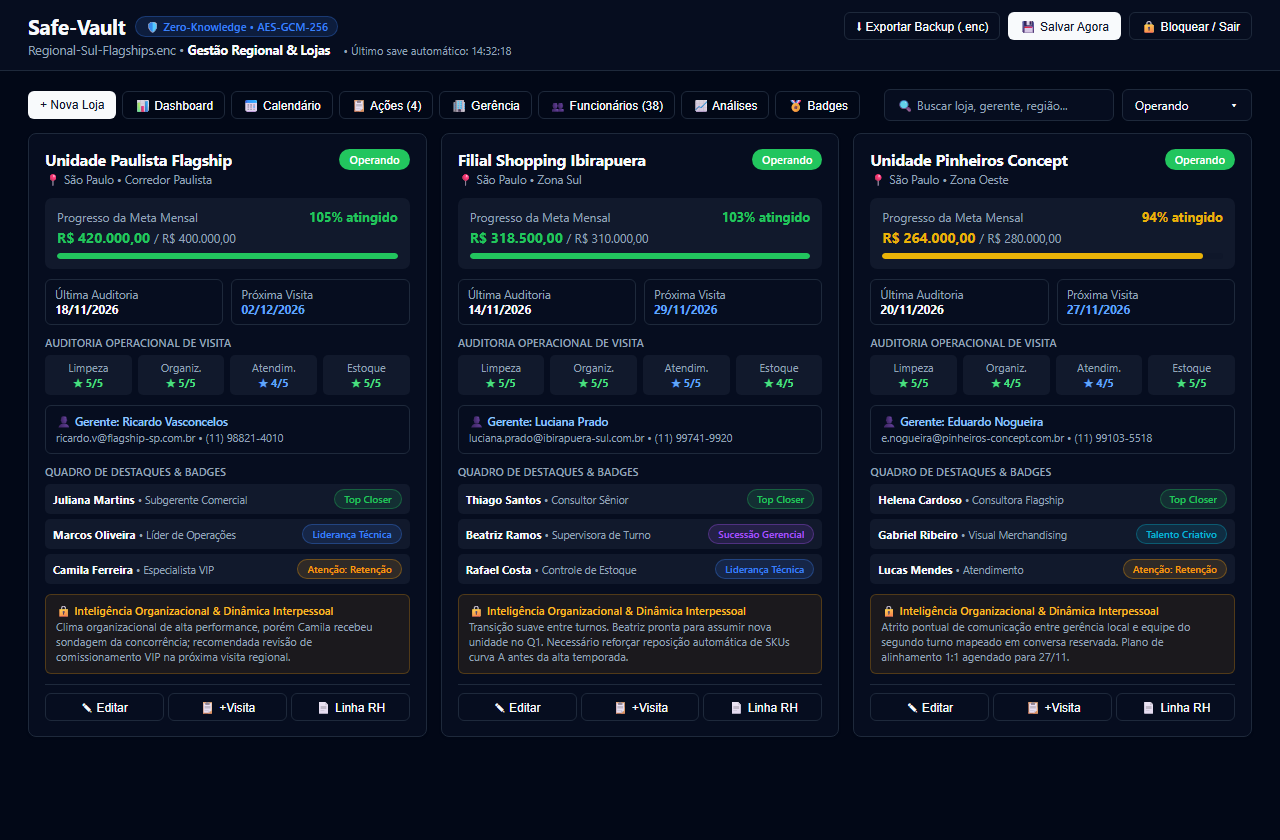 Safe-Vault
Zero-Knowledge • AES-GCM-256
Regional-Sul-Flagships.enc • Gestão Regional & Lojas • Último save automático: 14:32:18
⬇ Exportar Backup (.enc)
Salvar Agora
Bloquear / Sair
+ Nova Loja
Dashboard
Calendário
Ações (4)
Gerência
Funcionários (38)
Análises
Badges
Buscar loja, gerente, região...
Operando
Unidade Paulista Flagship
Operando
São Paulo • Corredor Paulista
Progresso da Meta Mensal
105% atingido
R$ 420.000,00 / R$ 400.000,00
Última Auditoria
18/11/2026
Próxima Visita
02/12/2026
AUDITORIA OPERACIONAL DE VISITA
Limpeza
★ 5/5
Organiz.
★ 5/5
Atendim.
★ 4/5
Estoque
★ 5/5
Gerente: Ricardo Vasconcelos
ricardo.v@flagship-sp.com.br • (11) 98821-4010
QUADRO DE DESTAQUES & BADGES
Juliana Martins • Subgerente Comercial
Top Closer
Marcos Oliveira • Líder de Operações
Liderança Técnica
Camila Ferreira • Especialista VIP
Atenção: Retenção
Inteligência Organizacional & Dinâmica Interpessoal
Clima organizacional de alta performance, porém Camila recebeu
sondagem da concorrência; recomendada revisão de
comissionamento VIP na próxima visita regional.
Editar
+Visita
Linha RH
Filial Shopping Ibirapuera
Operando
São Paulo • Zona Sul
Progresso da Meta Mensal
103% atingido
R$ 318.500,00 / R$ 310.000,00
Última Auditoria
14/11/2026
Próxima Visita
29/11/2026
AUDITORIA OPERACIONAL DE VISITA
Limpeza
★ 5/5
Organiz.
★ 5/5
Atendim.
★ 5/5
Estoque
★ 4/5
Gerente: Luciana Prado
luciana.prado@ibirapuera-sul.com.br • (11) 99741-9920
QUADRO DE DESTAQUES & BADGES
Thiago Santos • Consultor Sênior
Top Closer
Beatriz Ramos • Supervisora de Turno
Sucessão Gerencial
Rafael Costa • Controle de Estoque
Liderança Técnica
Inteligência Organizacional & Dinâmica Interpessoal
Transição suave entre turnos. Beatriz pronta para assumir nova
unidade no Q1. Necessário reforçar reposição automática de SKUs
curva A antes da alta temporada.
Editar
+Visita
Linha RH
Unidade Pinheiros Concept
Operando
São Paulo • Zona Oeste
Progresso da Meta Mensal
94% atingido
R$ 264.000,00 / R$ 280.000,00
Última Auditoria
20/11/2026
Próxima Visita
27/11/2026
AUDITORIA OPERACIONAL DE VISITA
Limpeza
★ 5/5
Organiz.
★ 4/5
Atendim.
★ 4/5
Estoque
★ 5/5
Gerente: Eduardo Nogueira
e.nogueira@pinheiros-concept.com.br • (11) 99103-5518
QUADRO DE DESTAQUES & BADGES
Helena Cardoso • Consultora Flagship
Top Closer
Gabriel Ribeiro • Visual Merchandising
Talento Criativo
Lucas Mendes • Atendimento
Atenção: Retenção
Inteligência Organizacional & Dinâmica Interpessoal
Atrito pontual de comunicação entre gerência local e equipe do
segundo turno mapeado em conversa reservada. Plano de
alinhamento 1:1 agendado para 27/11.
Editar
+Visita
Linha RH